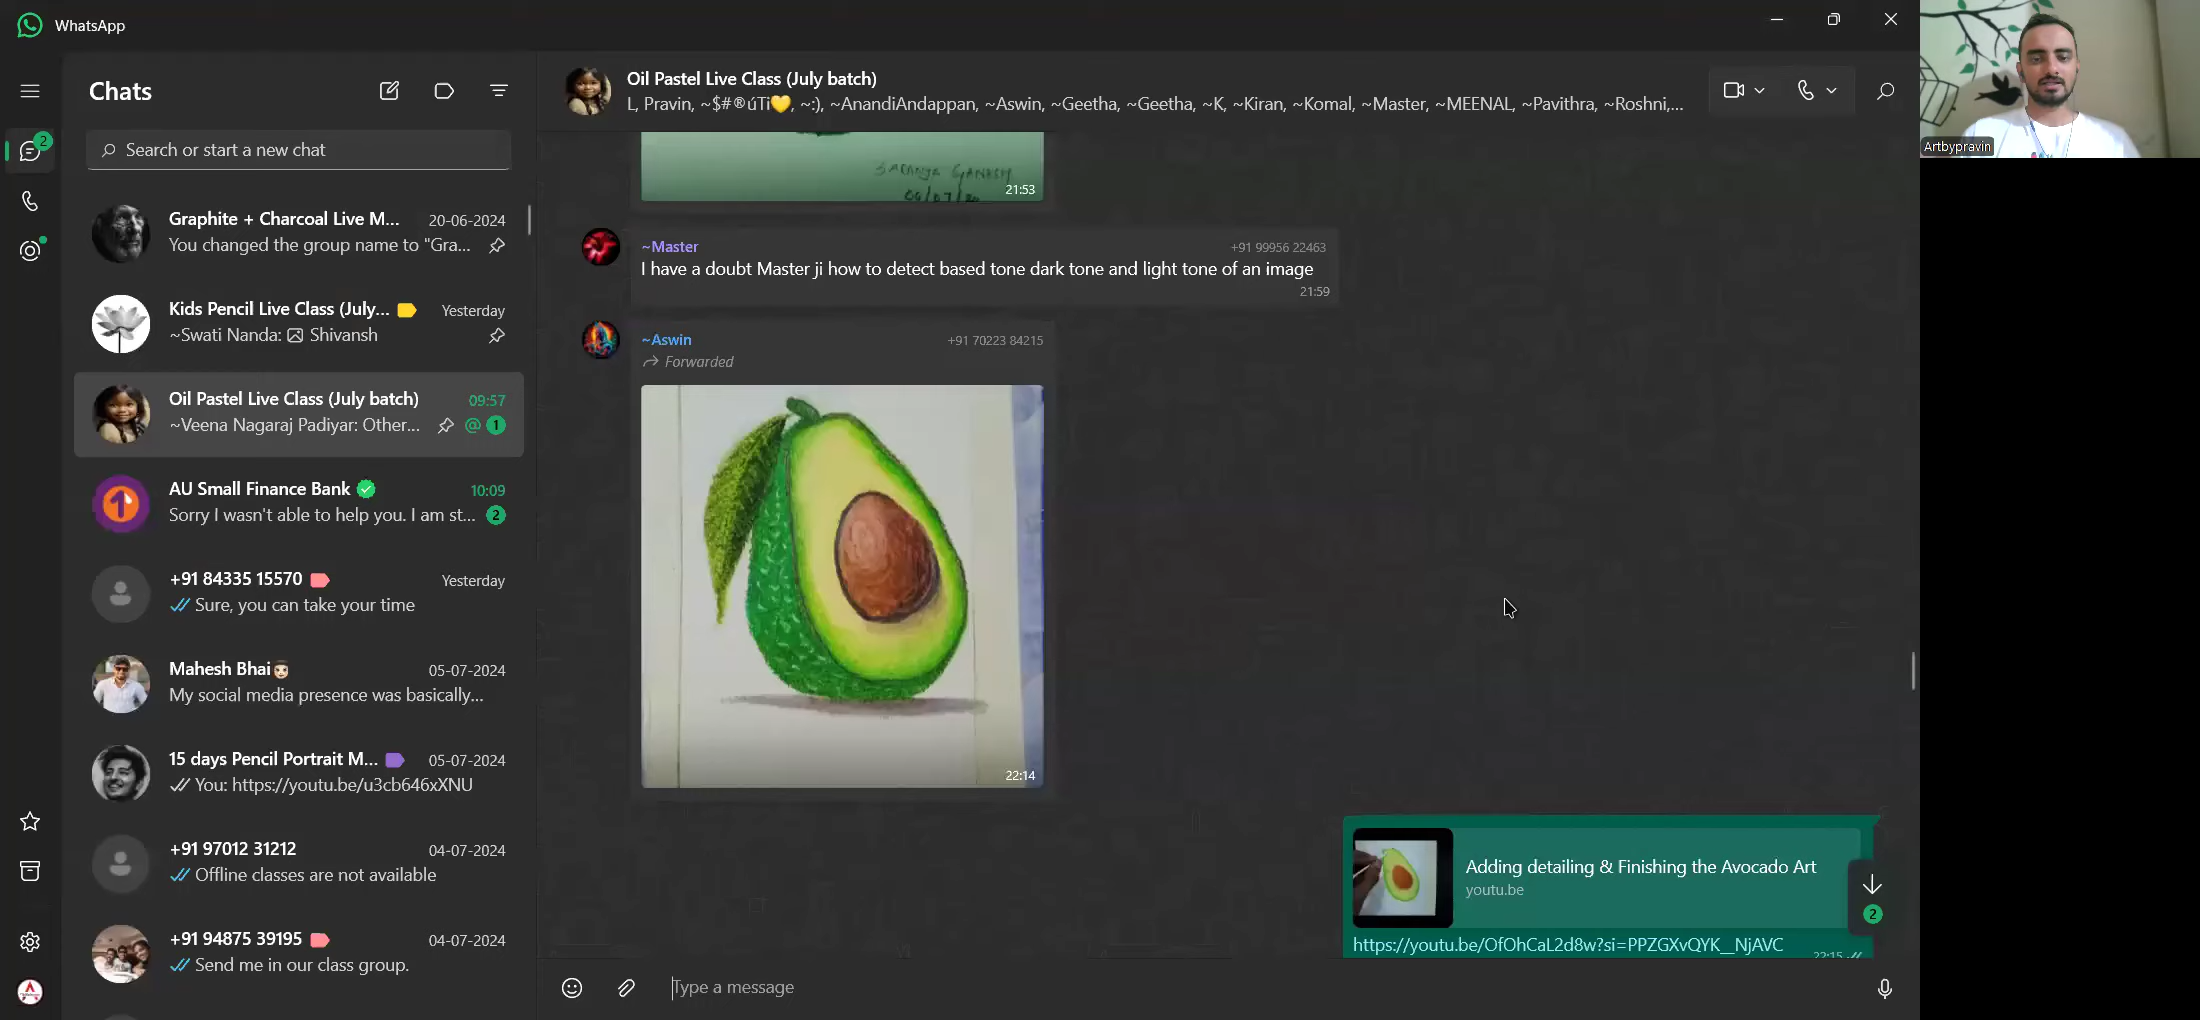 WhatsApp
Chats
Search or start a new chat
2
Graphite + Charcoal Live M... 20-06-2024
You changed the group name to "Gra...
Kids Pencil Live Class (July... Yesterday
~Swati Nanda: Shivansh
Oil Pastel Live Class (July batch) 09:57
~Veena Nagaraj Padiyar: Other... @ 1
AU Small Finance Bank 10:09
Sorry I wasn't able to help you. I am st... 2
+91 84335 15570 Yesterday
Sure, you can take your time
Mahesh Bhai 05-07-2024
My social media presence was basically...
15 days Pencil Portrait M... 05-07-2024
You: https://youtu.be/u3cb646xXNU
+91 97012 31212 04-07-2024
Offline classes are not available
+91 94875 39195 04-07-2024
Send me in our class group.
Oil Pastel Live Class (July batch)
L, Pravin, ~$#®úTi💛, ~:), ~AnandiAndappan, ~Aswin, ~Geetha, ~Geetha, ~K, ~Kiran, ~Komal, ~Master, ~MEENAL, ~Pavithra, ~Roshni,...
21:53
~Master +91 99956 22463
I have a doubt Master ji how to detect based tone dark tone and light tone of an image
21:59
~Aswin +91 70223 84215
Forwarded
22:14
Adding detailing & Finishing the Avocado Art
youtu.be
2
https://youtu.be/OfOhCaL2d8w?si=PPZGXvQYK__NjAVC
22:15
Type a message
Artbypravin